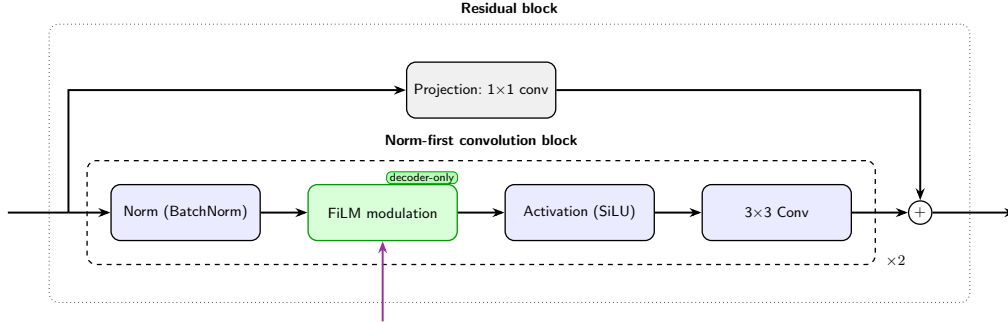 Residual block
Projection: 1×1 conv
Norm-first convolution block
decoder-only
Norm (BatchNorm)
FiLM modulation
Activation (SiLU)
3×3 Conv
+
×2